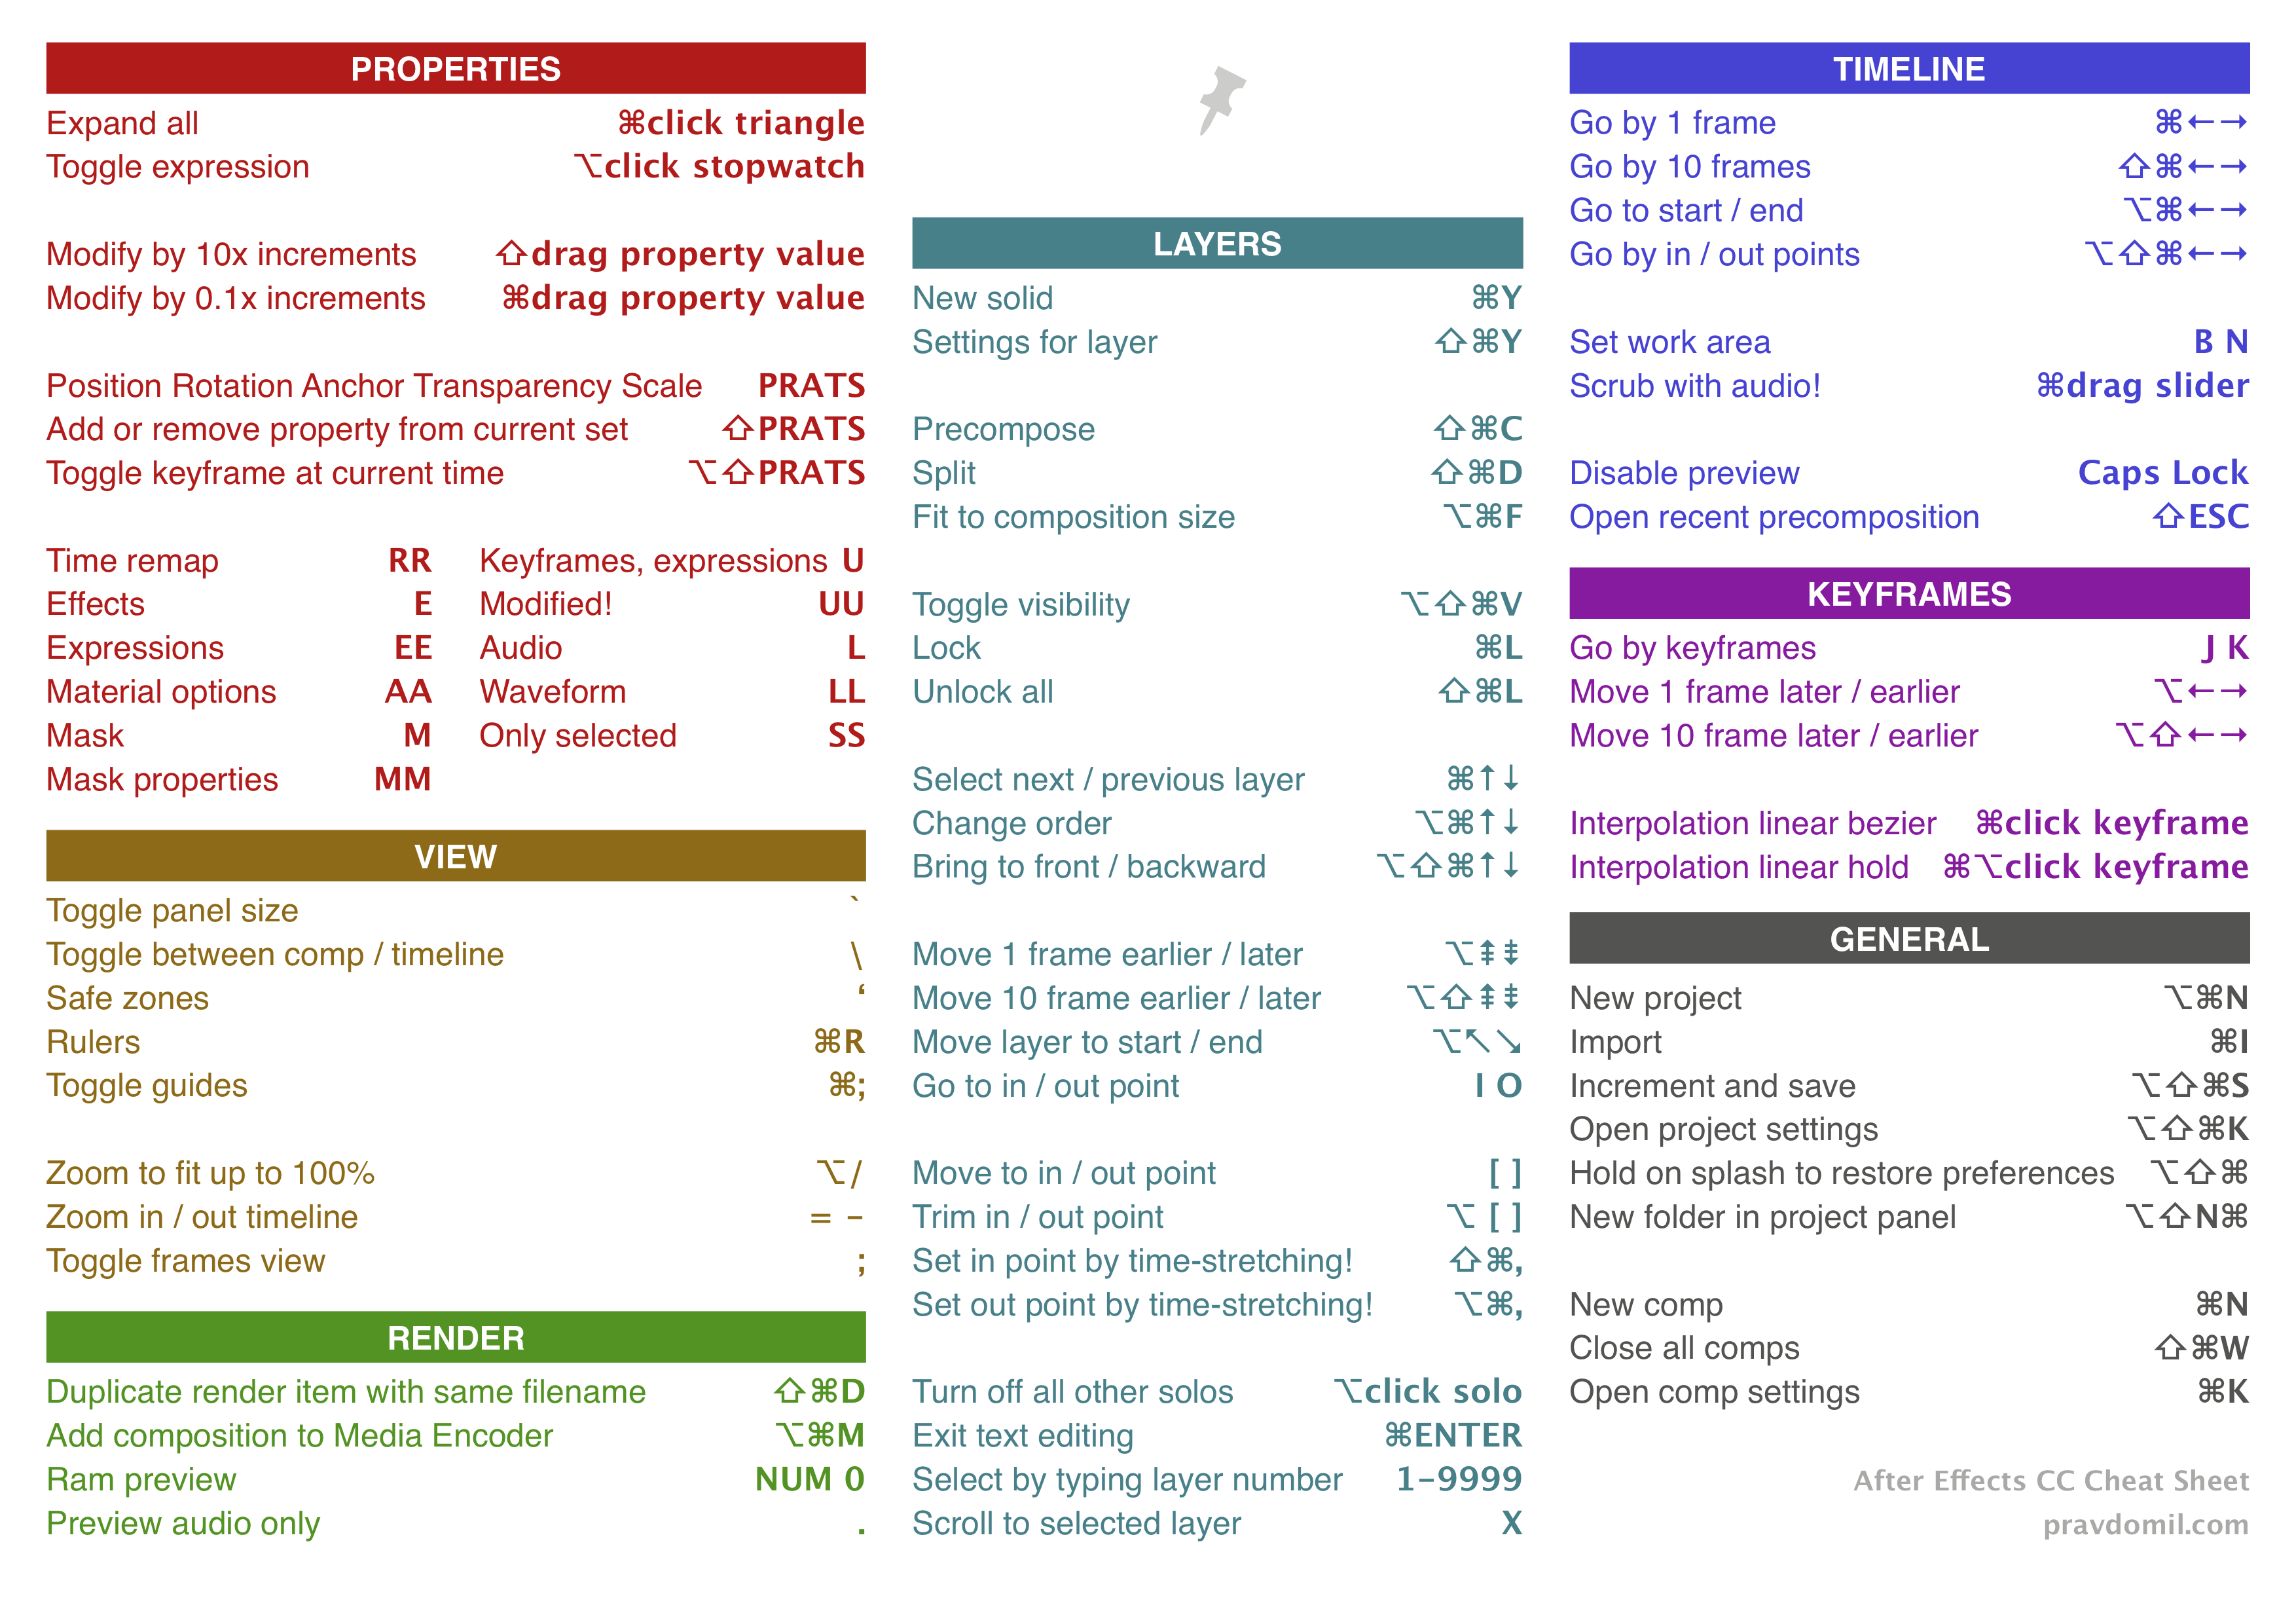 PROPERTIES
Expand all ⌘click triangle
Toggle expression ⌥click stopwatch
Modify by 10x increments ⇧drag property value
Modify by 0.1x increments ⌘drag property value
Position Rotation Anchor Transparency Scale PRATS
Add or remove property from current set ⇧PRATS
Toggle keyframe at current time ⌥⇧PRATS
Time remap RR Keyframes, expressions U
Effects E Modified! UU
Expressions EE Audio L
Material options AA Waveform LL
Mask M Only selected SS
Mask properties MM
VIEW
Toggle panel size `
Toggle between comp / timeline \
Safe zones ‘
Rulers ⌘R
Toggle guides ⌘;
Zoom to fit up to 100% ⌥/
Zoom in / out timeline = –
Toggle frames view ;
RENDER
Duplicate render item with same filename ⇧⌘D
Add composition to Media Encoder ⌥⌘M
Ram preview NUM 0
Preview audio only .
LAYERS
New solid ⌘Y
Settings for layer ⇧⌘Y
Precompose ⇧⌘C
Split ⇧⌘D
Fit to composition size ⌥⌘F
Toggle visibility ⌥⇧⌘V
Lock ⌘L
Unlock all ⇧⌘L
Select next / previous layer ⌘↑↓
Change order ⌥⌘↑↓
Bring to front / backward ⌥⇧⌘↑↓
Move 1 frame earlier / later ⌥⇞⇟
Move 10 frame earlier / later ⌥⇧⇞⇟
Move layer to start / end ⌥↖↘
Go to in / out point I O
Move to in / out point [ ]
Trim in / out point ⌥ [ ]
Set in point by time-stretching! ⇧⌘,
Set out point by time-stretching! ⌥⌘,
Turn off all other solos ⌥click solo
Exit text editing ⌘ENTER
Select by typing layer number 1–9999
Scroll to selected layer X
TIMELINE
Go by 1 frame ⌘←→
Go by 10 frames ⇧⌘←→
Go to start / end ⌥⌘←→
Go by in / out points ⌥⇧⌘←→
Set work area B N
Scrub with audio! ⌘drag slider
Disable preview Caps Lock
Open recent precomposition ⇧ESC
KEYFRAMES
Go by keyframes J K
Move 1 frame later / earlier ⌥←→
Move 10 frame later / earlier ⌥⇧←→
Interpolation linear bezier ⌘click keyframe
Interpolation linear hold ⌘⌥click keyframe
GENERAL
New project ⌥⌘N
Import ⌘I
Increment and save ⌥⇧⌘S
Open project settings ⌥⇧⌘K
Hold on splash to restore preferences ⌥⇧⌘
New folder in project panel ⌥⇧N⌘
New comp ⌘N
Close all comps ⇧⌘W
Open comp settings ⌘K
After Effects CC Cheat Sheet
pravdomil.com